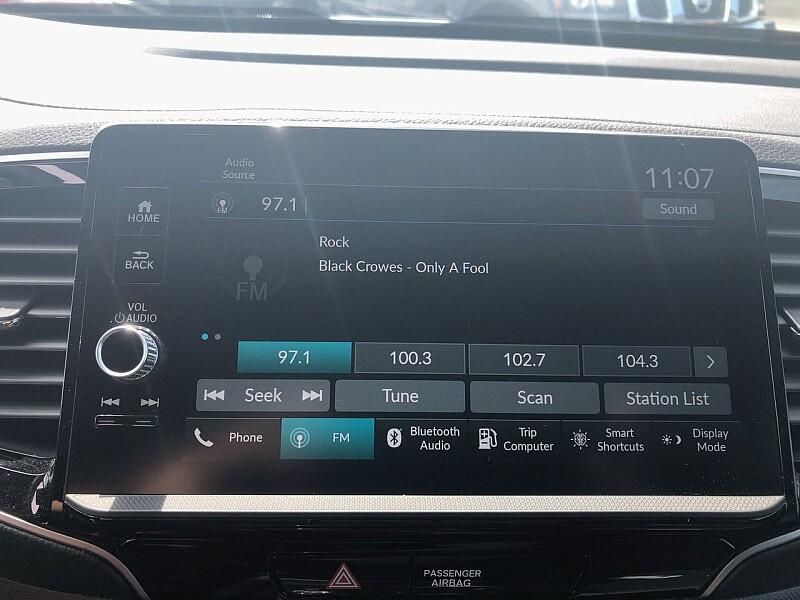 Audio
Source
11:07
FM
97.1
Sound
HOME
BACK
Rock
Black Crowes - Only A Fool
FM
VOL
AUDIO
97.1
100.3
102.7
104.3
Seek
Tune
Scan
Station List
Phone
FM
Bluetooth
Audio
Trip
Computer
Smart
Shortcuts
Display
Mode
PASSENGER
AIRBAG